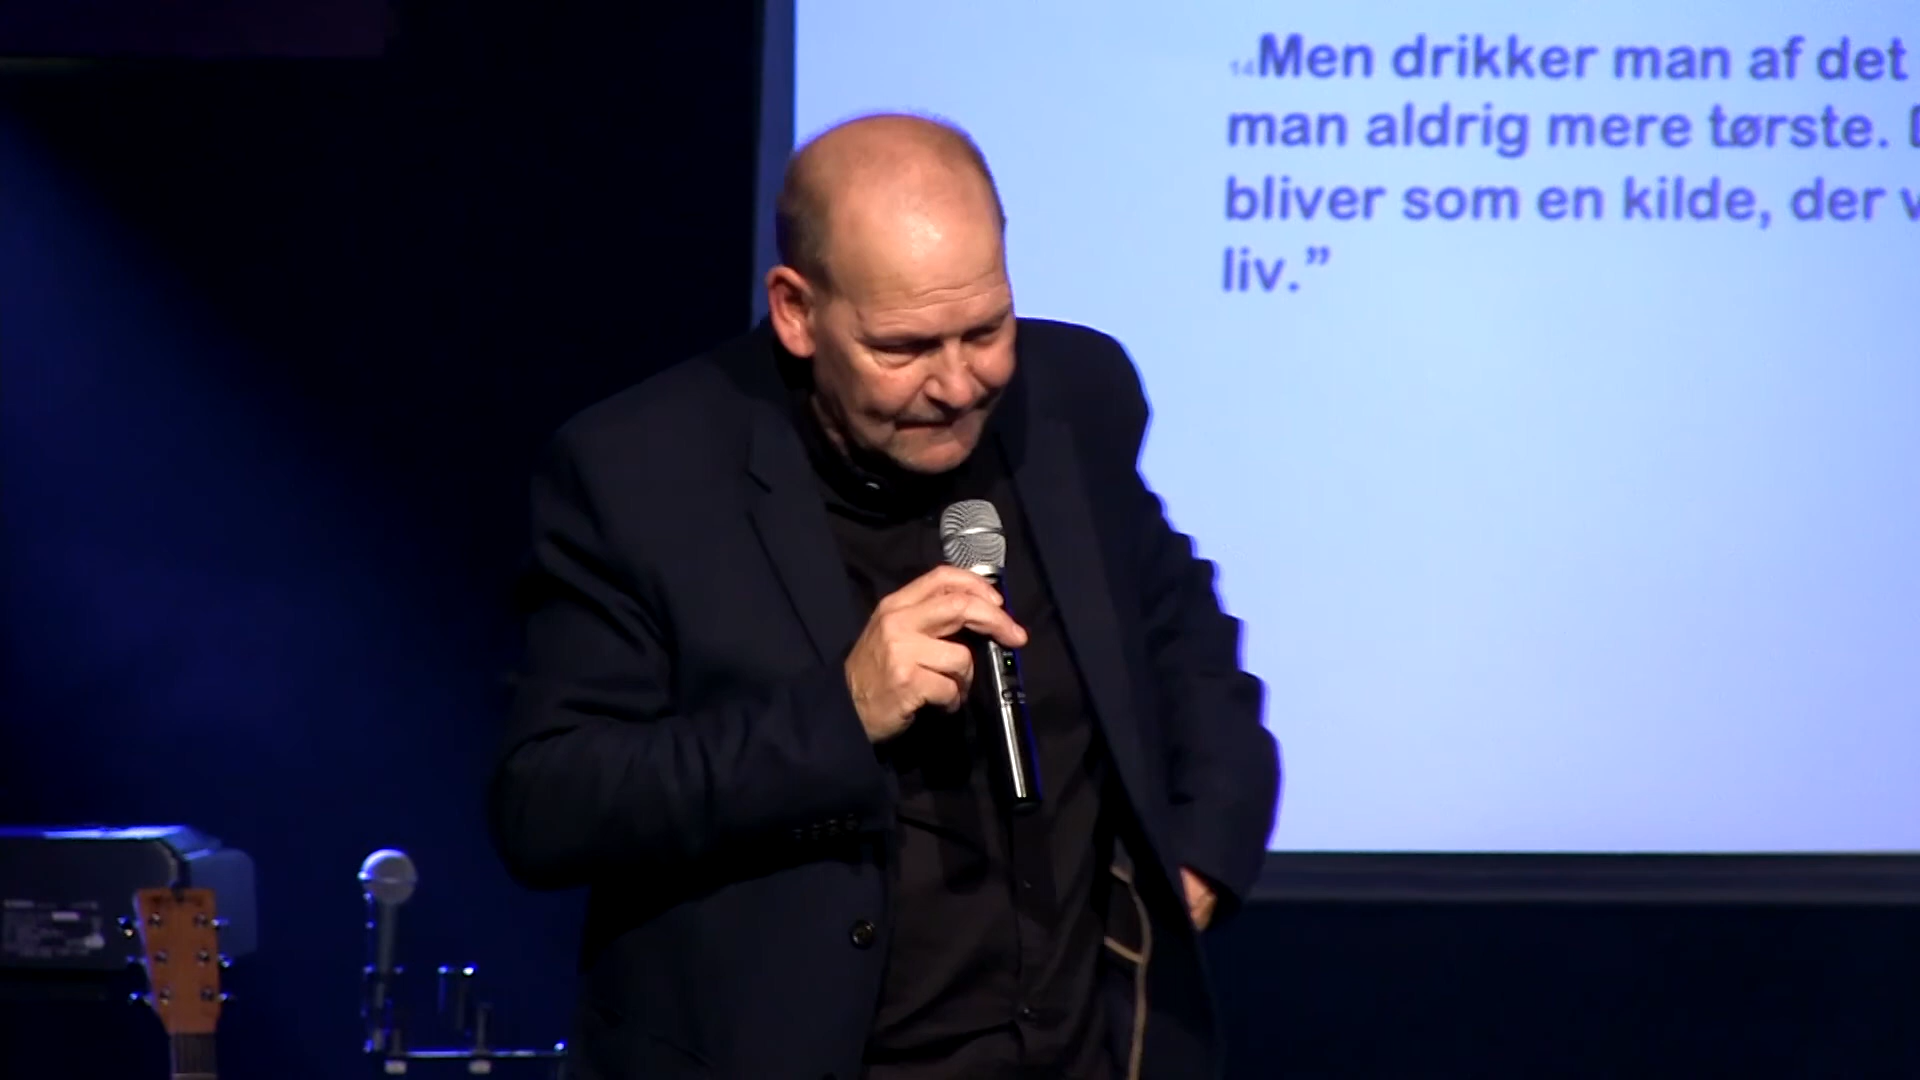 14Men drikker man af det
man aldrig mere tørste.
bliver som en kilde, der
liv.”